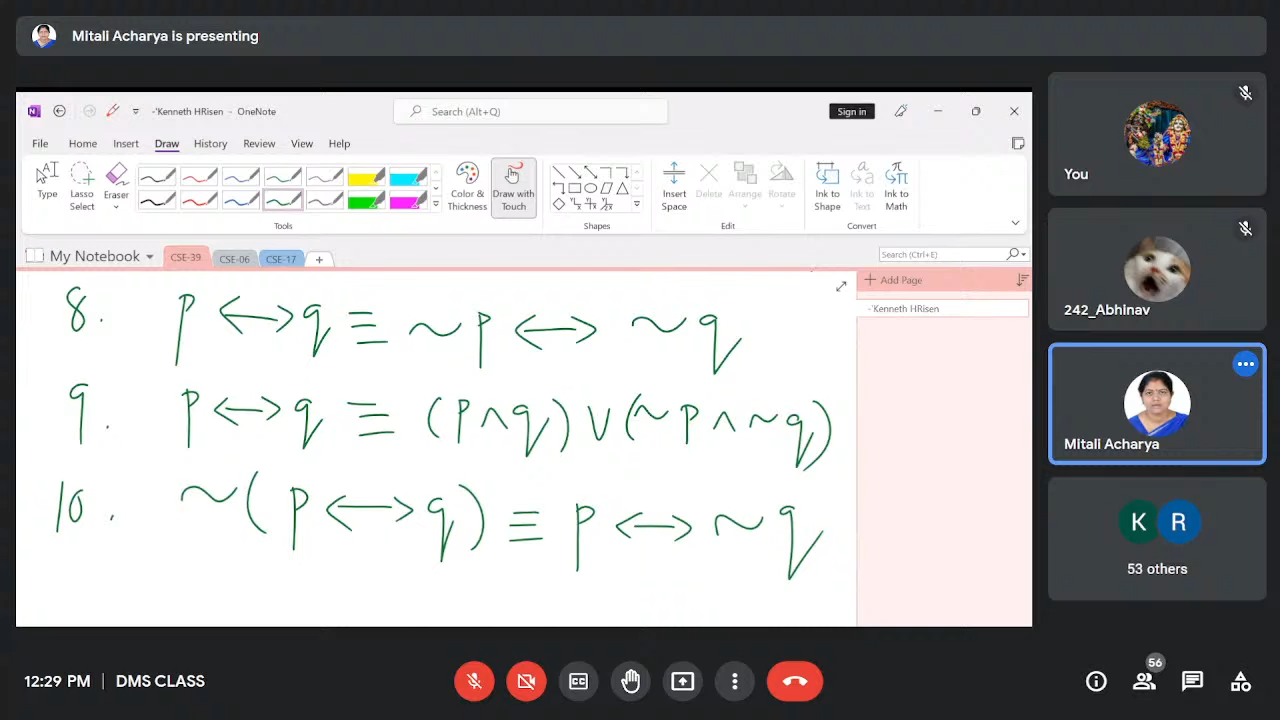 Mitali Acharya is presenting
-'Kenneth HRisen - OneNote
Search (Alt+Q)
Sign in
File Home Insert Draw History Review View Help
Type
Lasso Select
Eraser
Color & Thickness
Draw with Touch
Insert Space
Delete
Arrange
Rotate
Ink to Shape
Ink to Text
Ink to Math
Tools Shapes Edit Convert
My Notebook CSE-39 CSE-06 CSE-17 +
Search (Ctrl+E)
Add Page
-'Kenneth HRisen
8. p ⟷ q ≡ ~p ⟷ ~q
9. p ⟷ q ≡ (p ∧ q) ∨ (~p ∧ ~q)
10. ~(p ⟷ q) ≡ p ⟷ ~q
You
242_Abhinav
Mitali Acharya
K R
53 others
12:29 PM | DMS CLASS
CC
56